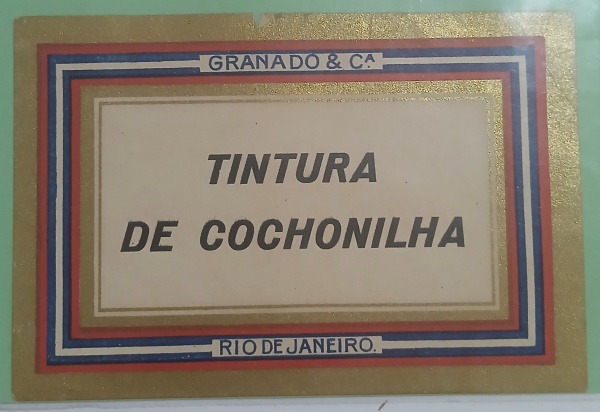 GRANADO & Cᴬ
TINTURA
DE COCHONILHA
RIO DE JANEIRO.